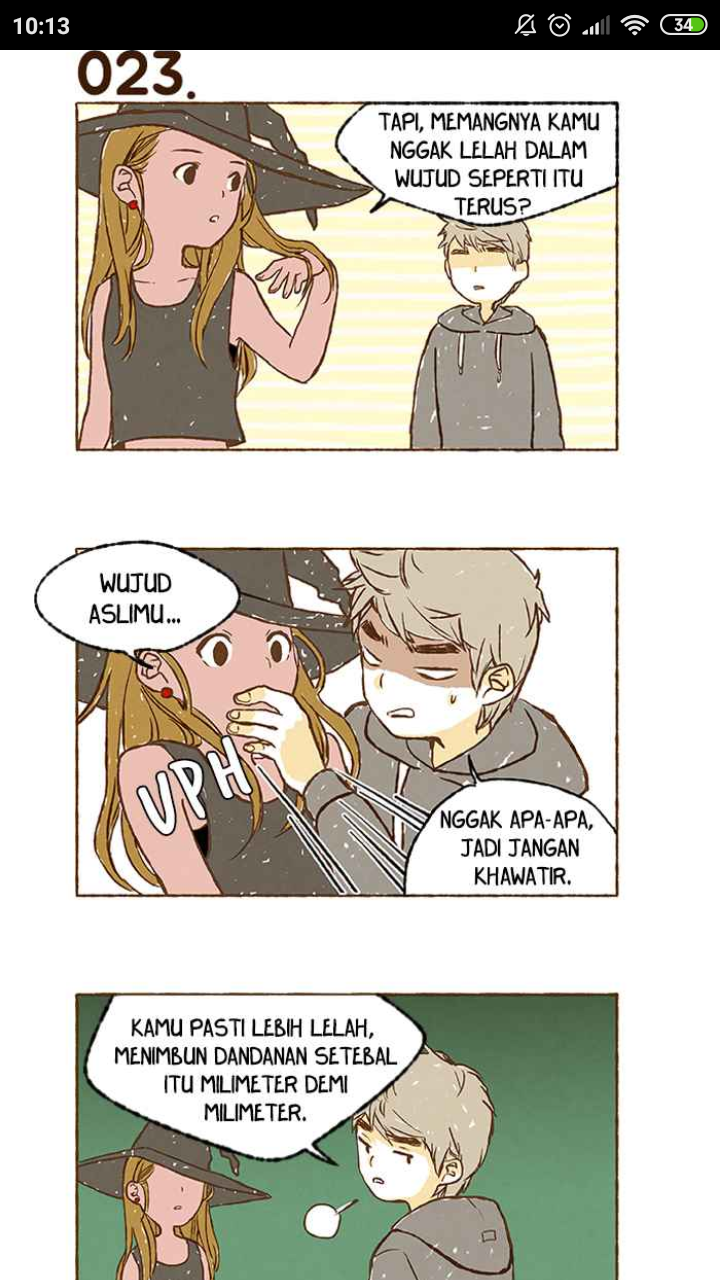 10:13
34
023.
TAPI, MEMANGNYA KAMU
NGGAK LELAH DALAM
WUJUD SEPERTI ITU
TERUS?
WUJUD
ASLIMU...
UPH
NGGAK APA-APA,
JADI JANGAN
KHAWATIR.
KAMU PASTI LEBIH LELAH,
MENIMBUN DANDANAN SETEBAL
ITU MILIMETER DEMI
MILIMETER.